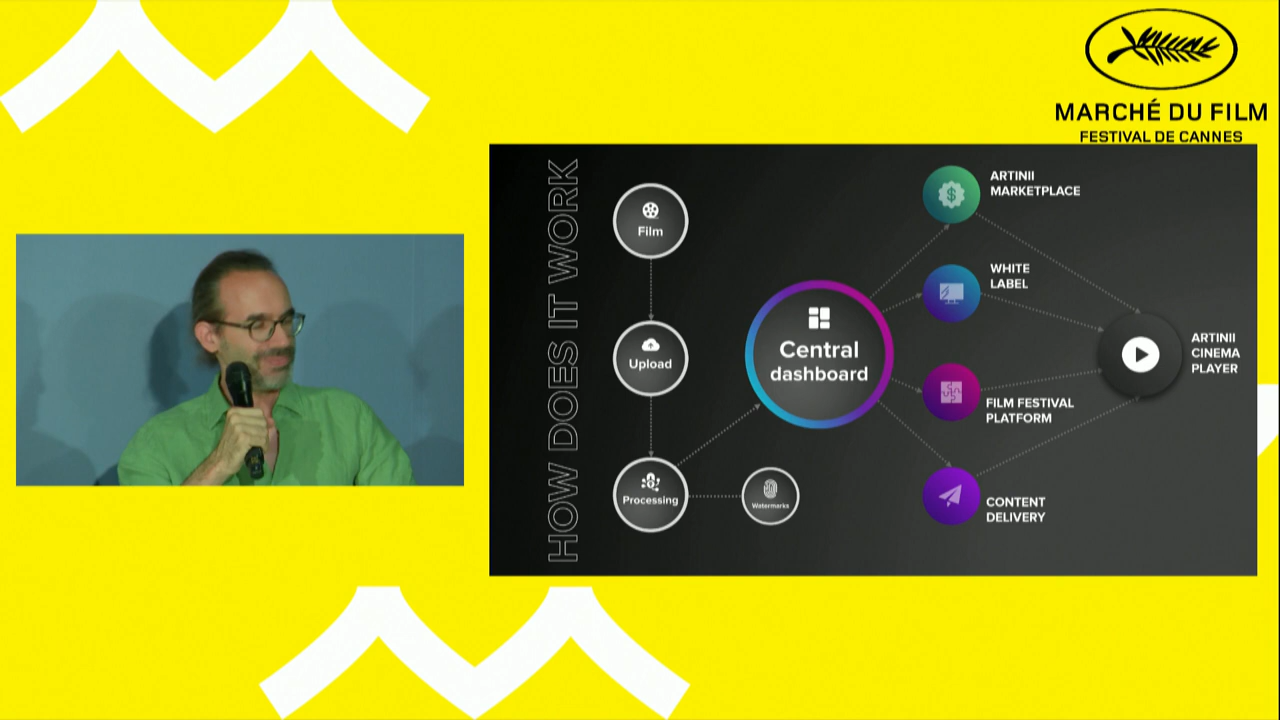 MARCHÉ DU FILM
FESTIVAL DE CANNES
HOW DOES IT WORK
Film
Upload
Processing
Watermarks
Central
dashboard
ARTINII
MARKETPLACE
WHITE
LABEL
FILM FESTIVAL
PLATFORM
CONTENT
DELIVERY
ARTINII
CINEMA
PLAYER